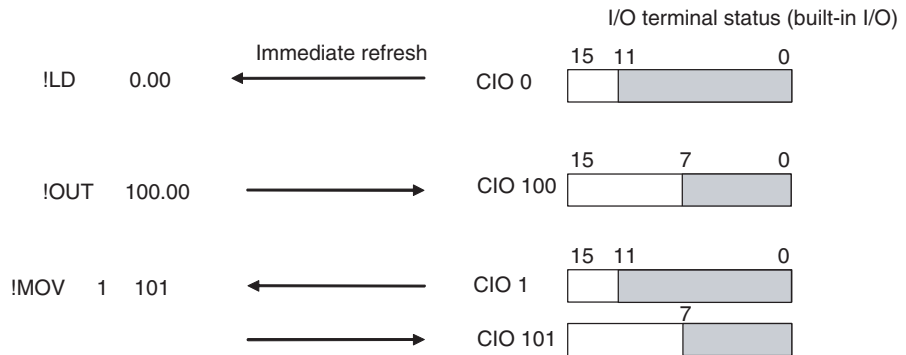 I/O terminal status (built-in I/O)
Immediate refresh
15 11 0
!LD 0.00 CIO 0
15 7 0
!OUT 100.00 CIO 100
15 11 0
!MOV 1 101 CIO 1
7
CIO 101